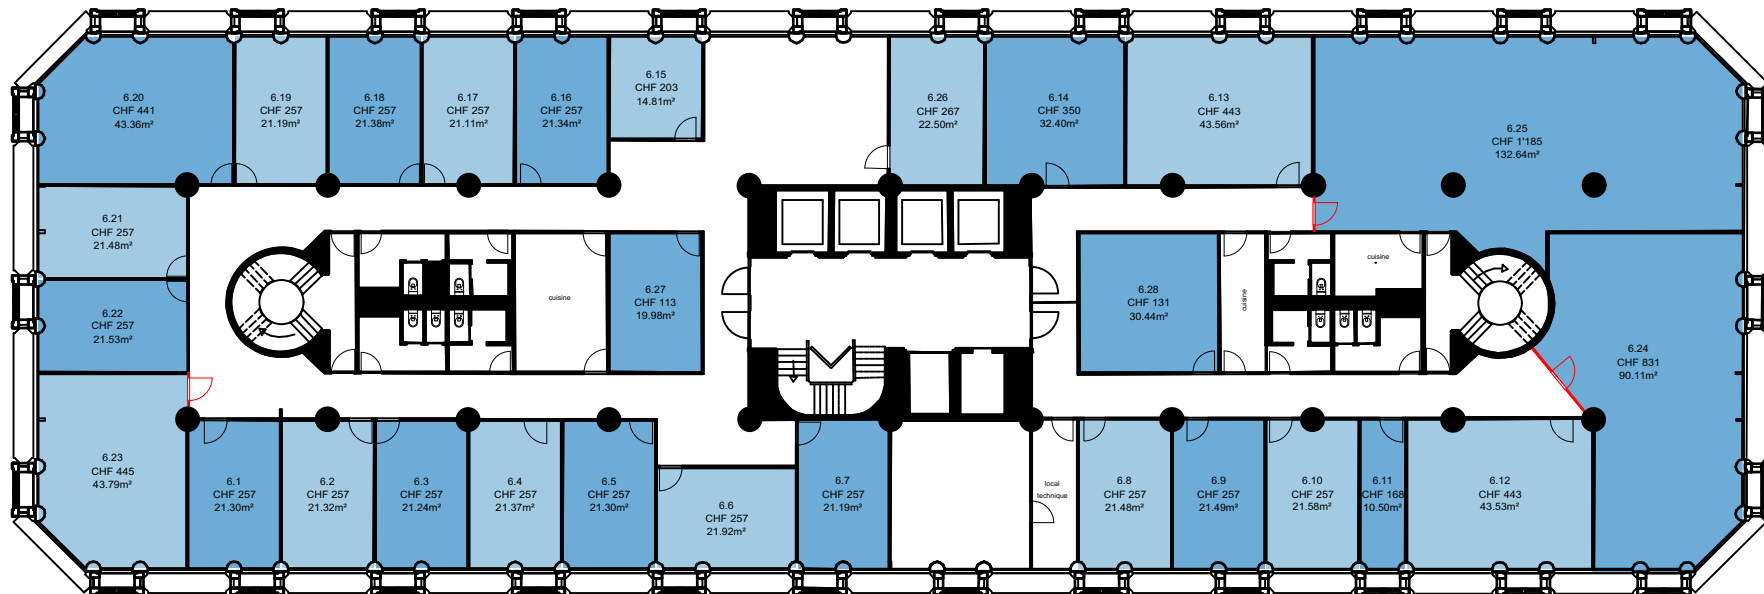 6.20
CHF 441
43.36m²
6.19
CHF 257
21.19m²
6.18
CHF 257
21.38m²
6.17
CHF 257
21.11m²
6.16
CHF 257
21.34m²
6.15
CHF 203
14.81m²
6.26
CHF 267
22.50m²
6.14
CHF 350
32.40m²
6.13
CHF 443
43.56m²
6.25
CHF 1'185
132.64m²
6.21
CHF 257
21.48m²
6.22
CHF 257
21.53m²
cuisine
6.27
CHF 113
19.98m²
6.28
CHF 131
30.44m²
cuisine
cuisine
6.24
CHF 831
90.11m²
6.23
CHF 445
43.79m²
6.1
CHF 257
21.30m²
6.2
CHF 257
21.32m²
6.3
CHF 257
21.24m²
6.4
CHF 257
21.37m²
6.5
CHF 257
21.30m²
6.6
CHF 257
21.92m²
6.7
CHF 257
21.19m²
local
technique
6.8
CHF 257
21.48m²
6.9
CHF 257
21.49m²
6.10
CHF 257
21.58m²
6.11
CHF 168
10.50m²
6.12
CHF 443
43.53m²